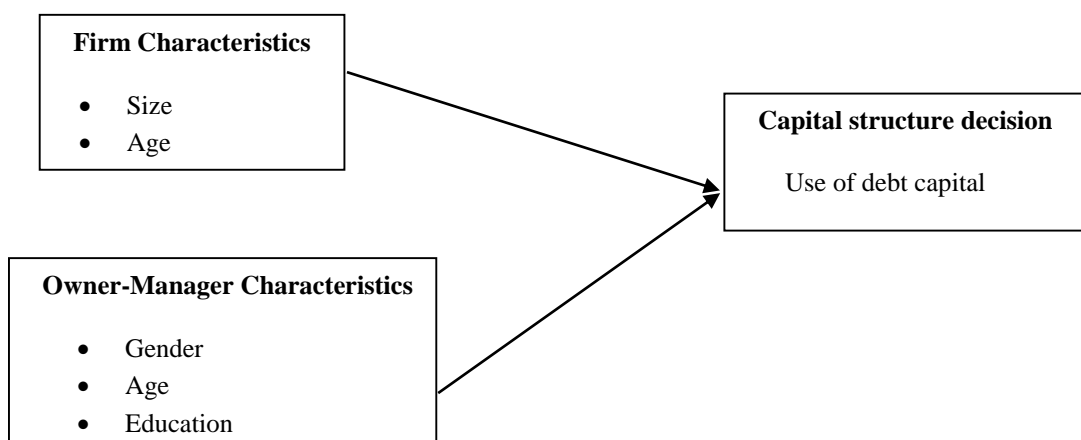 Firm Characteristics
• Size
• Age
Capital structure decision
Use of debt capital
Owner-Manager Characteristics
• Gender
• Age
• Education